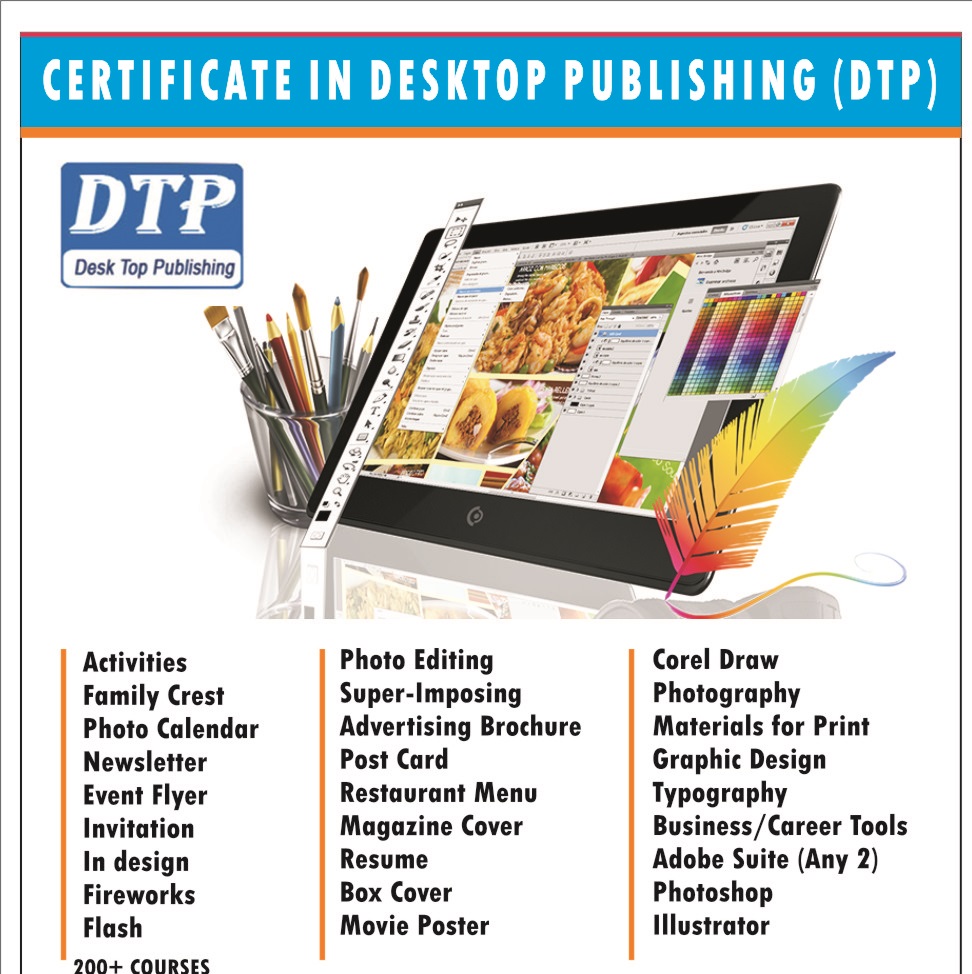 CERTIFICATE IN DESKTOP PUBLISHING (DTP)
DTP
Desk Top Publishing
Activities
Family Crest
Photo Calendar
Newsletter
Event Flyer
Invitation
In design
Fireworks
Flash
200+ COURSES
Photo Editing
Super-Imposing
Advertising Brochure
Post Card
Restaurant Menu
Magazine Cover
Resume
Box Cover
Movie Poster
Corel Draw
Photography
Materials for Print
Graphic Design
Typography
Business/Career Tools
Adobe Suite (Any 2)
Photoshop
Illustrator